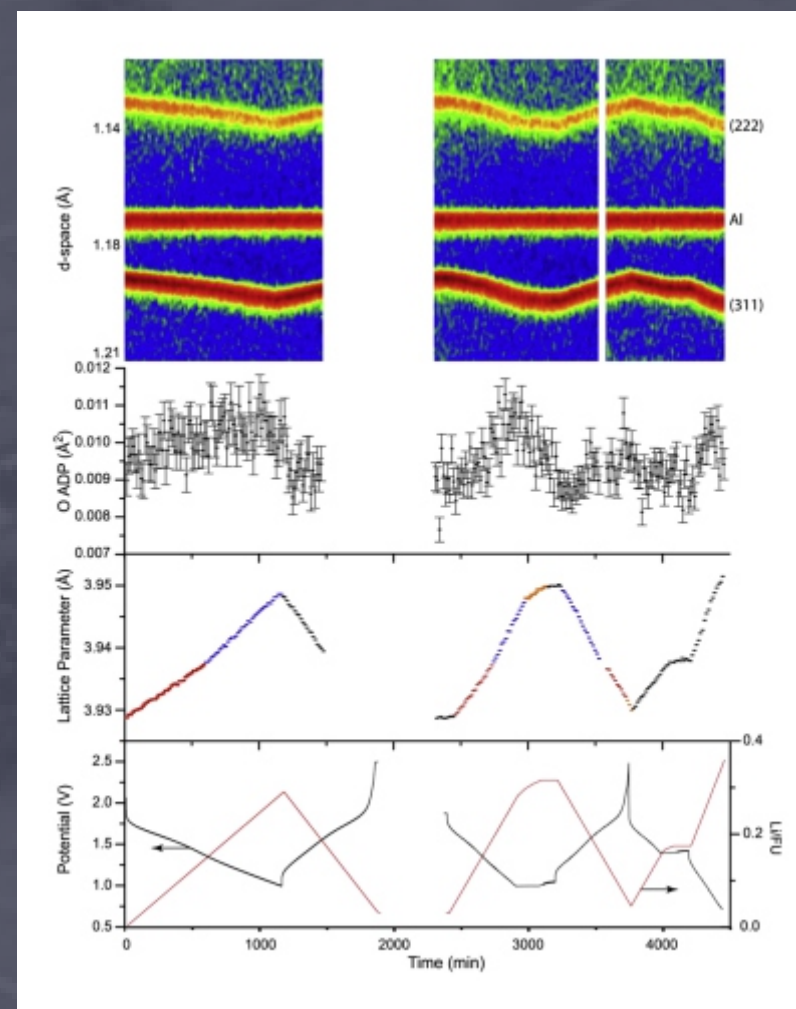 1.14
1.18
1.21
d-space (Å)
(222)
Al
(311)
0.012
0.011
0.010
0.009
0.008
0.007
O ADP (Å²)
3.95
3.94
3.93
Lattice Parameter (Å)
2.5
2.0
1.5
1.0
0.5
Potential (V)
0.4
0.2
0.0
Li/FU
0 1000 2000 3000 4000
Time (min)